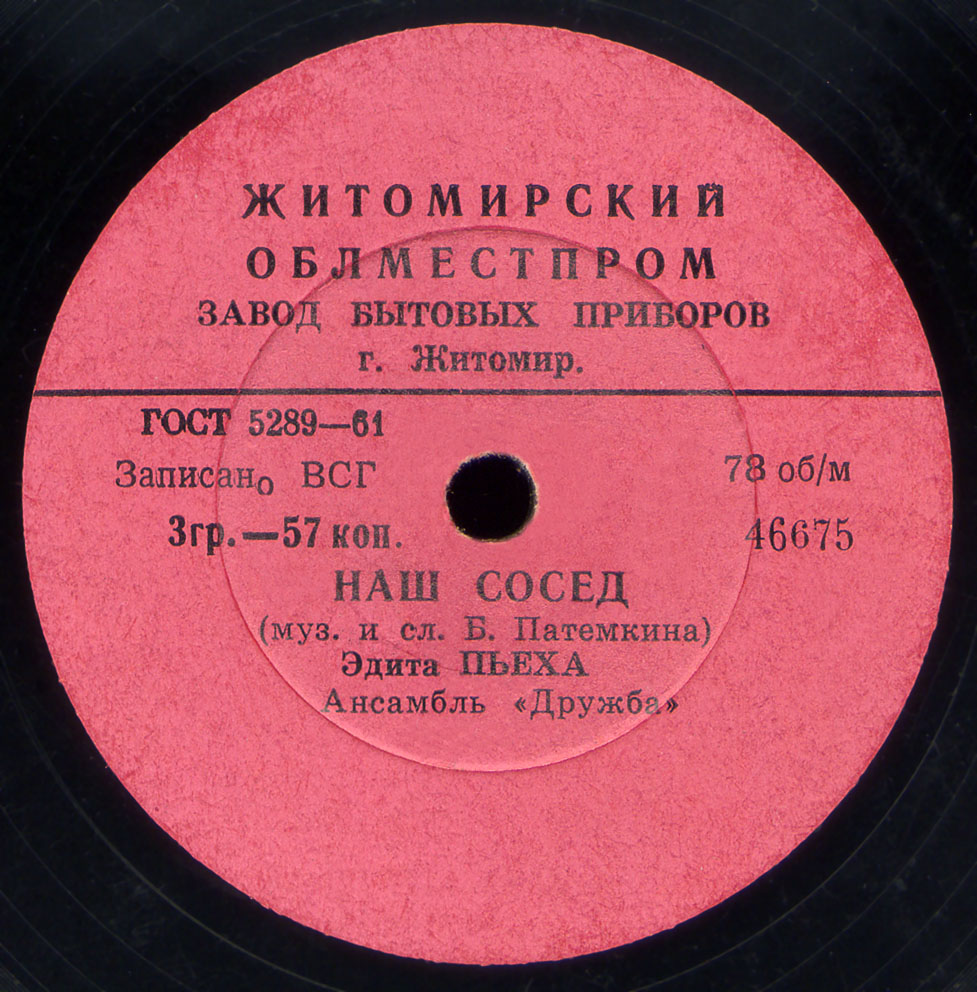 ЖИТОМИРСКИЙ
ОБЛМЕСТПРОМ
ЗАВОД БЫТОВЫХ ПРИБОРОВ
г. Житомир.
ГОСТ 5289—61
Записано ВСГ
78 об/м
3гр.—57 коп.
46675
НАШ СОСЕД
(муз. и сл. Б. Патемкина)
Эдита ПЬЕХА
Ансамбль «Дружба»